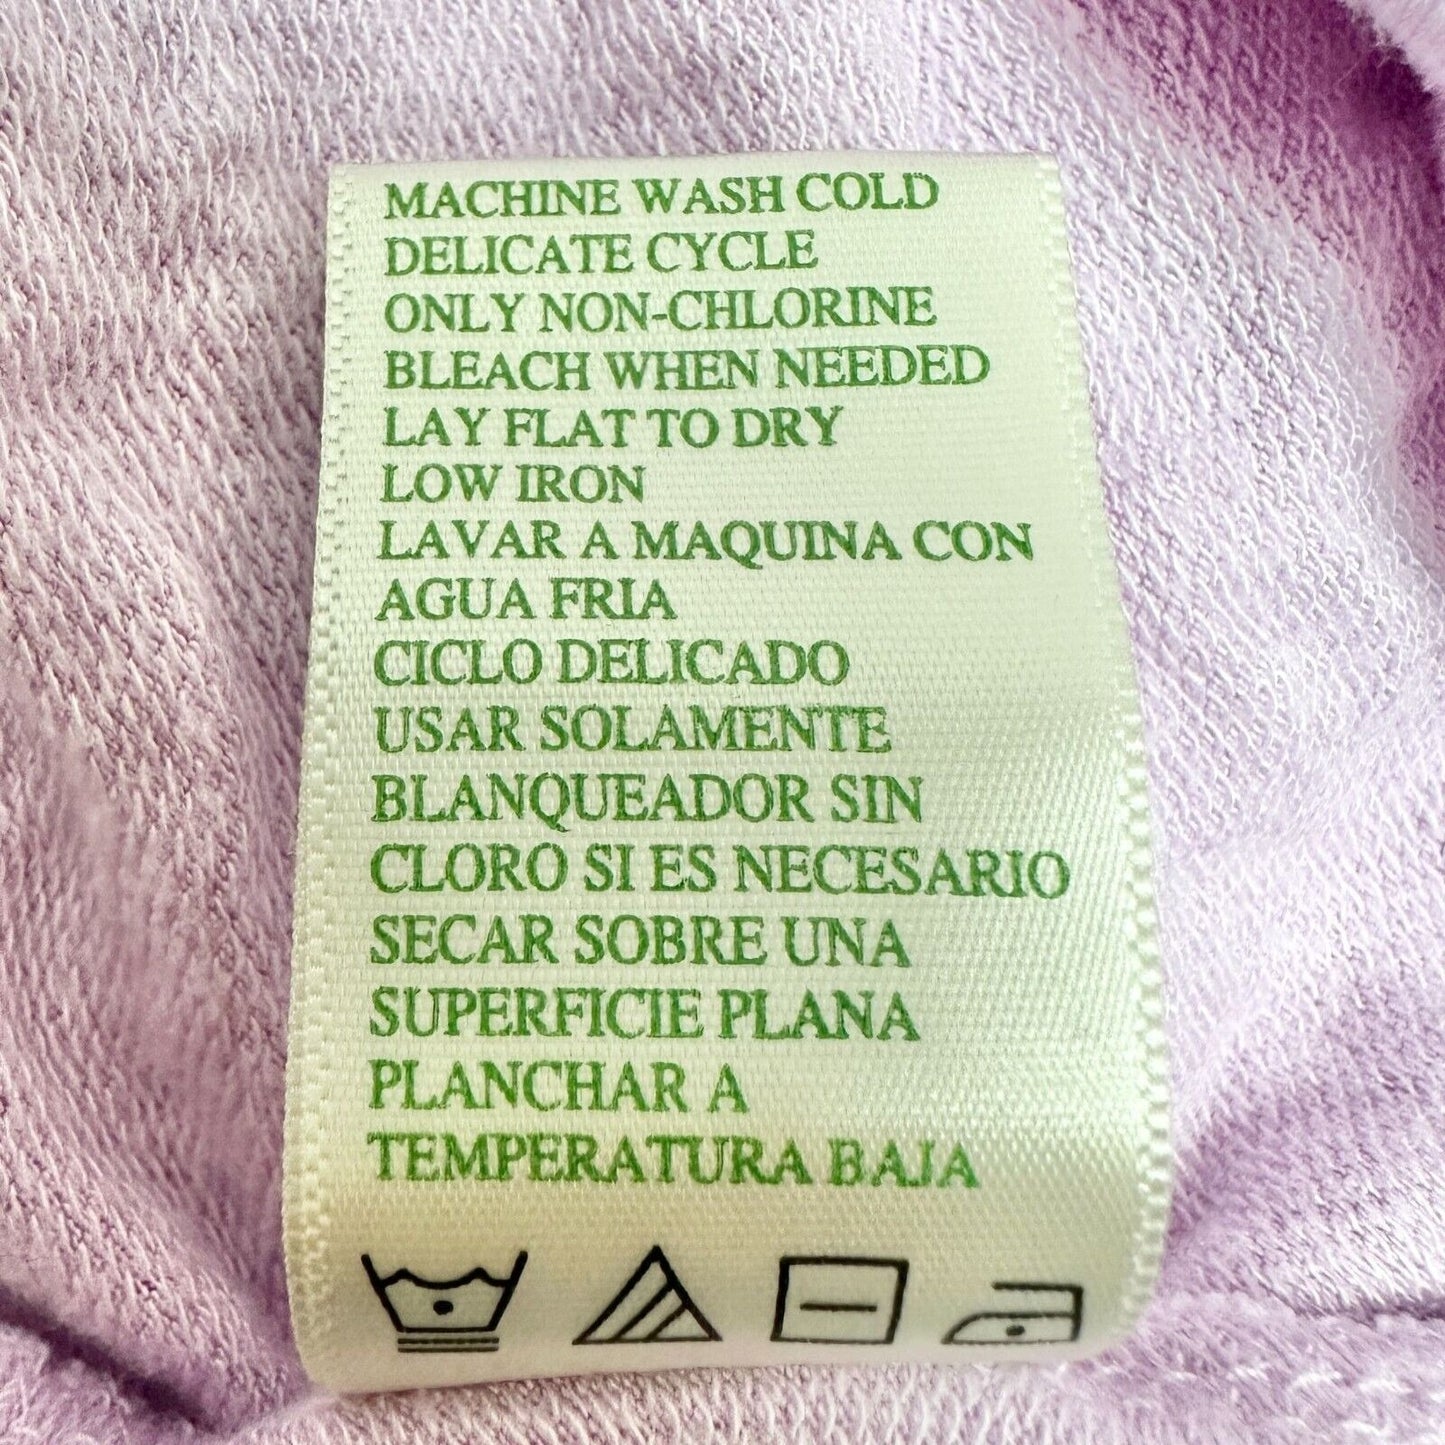 MACHINE WASH COLD
DELICATE CYCLE
ONLY NON-CHLORINE
BLEACH WHEN NEEDED
LAY FLAT TO DRY
LOW IRON
LAVAR A MAQUINA CON
AGUA FRIA
CICLO DELICADO
USAR SOLAMENTE
BLANQUEADOR SIN
CLORO SI ES NECESARIO
SECAR SOBRE UNA
SUPERFICIE PLANA
PLANCHAR A
TEMPERATURA BAJA